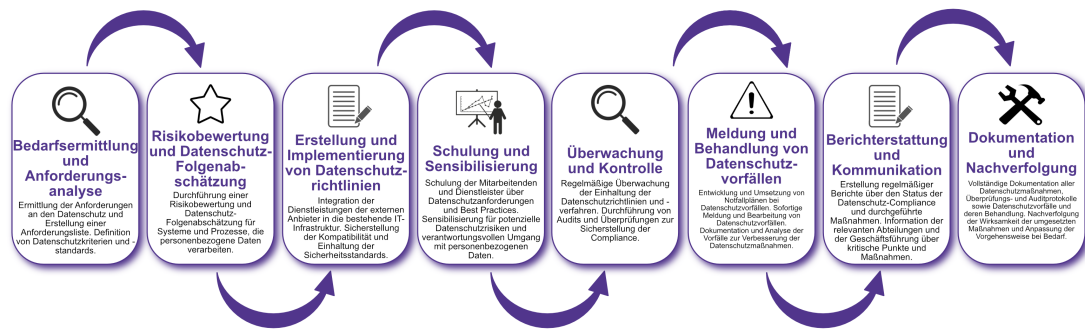 Bedarfsermittlung
und
Anforderungs-
analyse
Ermittlung der Anforderungen
an den Datenschutz und
Erstellung einer
Anforderungsliste. Definition
von Datenschutzkriterien und -
standards.
Risikobewertung
und Datenschutz-
Folgenab-
schätzung
Durchführung einer
Risikobewertung und
Datenschutz-
Folgenabschätzung für
Systeme und Prozesse, die
personenbezogene Daten
verarbeiten.
Erstellung und
Implementierung
von Datenschutz-
richtlinien
Integration der
Dienstleistungen der externen
Anbieter in die bestehende IT-
Infrastruktur. Sicherstellung
der Kompatibilität und
Einhaltung der
Sicherheitsstandards.
Schulung und
Sensibilisierung
Schulung der Mitarbeitenden
und Dienstleister über
Datenschutzanforderungen
und Best Practices.
Sensibilisierung für potenzielle
Datenschutzrisiken und
verantwortungsvollen Umgang
mit personenbezogenen
Daten.
Überwachung
und Kontrolle
Regelmäßige Überwachung
der Einhaltung der
Datenschutzrichtlinien und -
verfahren. Durchführung von
Audits und Überprüfungen zur
Sicherstellung der
Compliance.
Meldung und
Behandlung von
Datenschutz-
vorfällen
Entwicklung und Umsetzung von
Notfallplänen bei
Datenschutzvorfällen. Sofortige
Meldung und Bearbeitung von
Datenschutzvorfällen.
Dokumentation und Analyse der
Vorfälle zur Verbesserung der
Datenschutzmaßnahmen.
Berichterstattung
und
Kommunikation
Erstellung regelmäßiger
Berichte über den Status der
Datenschutz-Compliance
und durchgeführte
Maßnahmen. Information der
relevanten Abteilungen und
der Geschäftsführung über
kritische Punkte und
Maßnahmen.
Dokumentation
und
Nachverfolgung
Vollständige Dokumentation aller
Datenschutzmaßnahmen,
Überprüfungs- und Auditprotokolle
sowie Datenschutzvorfälle und
deren Behandlung. Nachverfolgung
der Wirksamkeit der umgesetzten
Maßnahmen und Anpassung der
Vorgehensweise bei Bedarf.